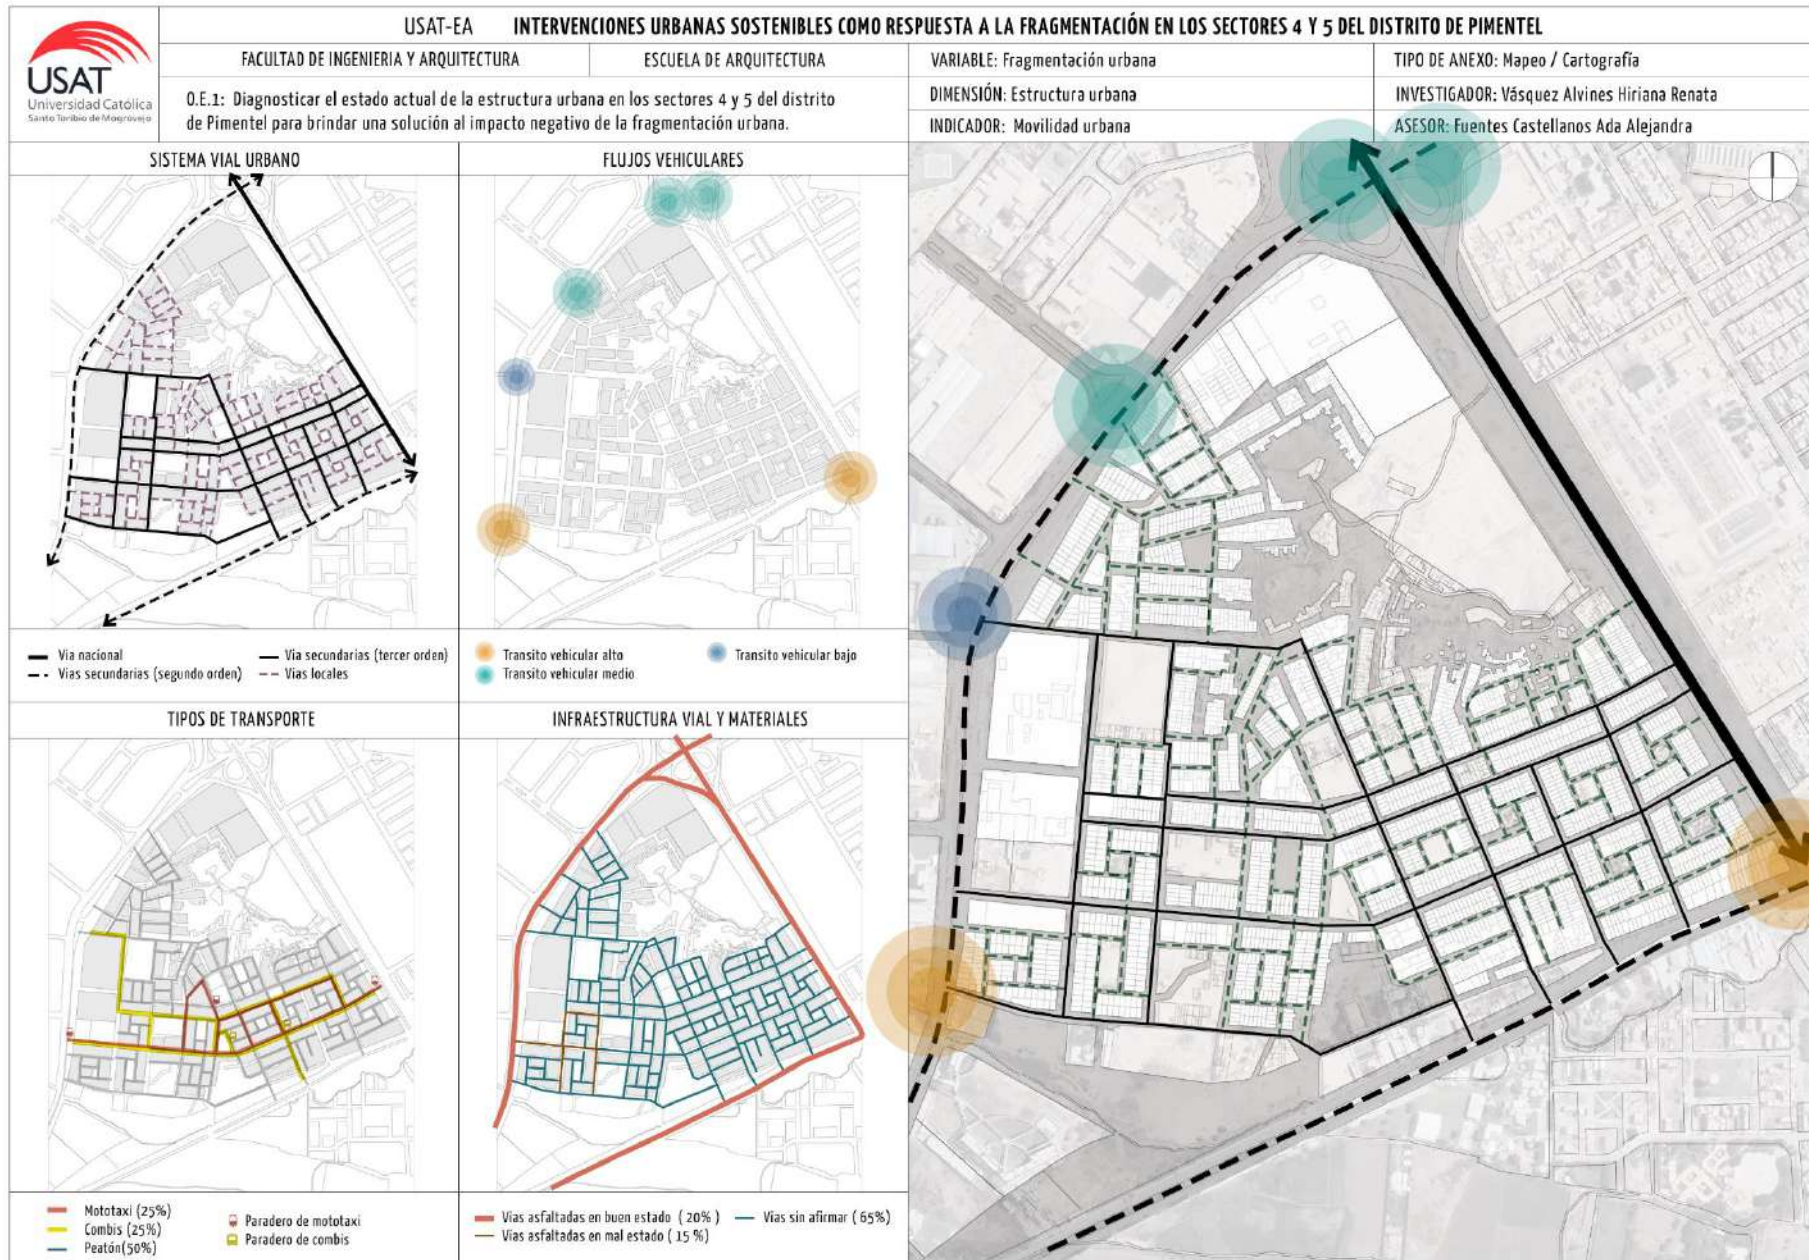 USAT
Universidad Católica
Santo Toribio de Mogrovejo
USAT-EA INTERVENCIONES URBANAS SOSTENIBLES COMO RESPUESTA A LA FRAGMENTACIÓN EN LOS SECTORES 4 Y 5 DEL DISTRITO DE PIMENTEL
FACULTAD DE INGENIERIA Y ARQUITECTURA
ESCUELA DE ARQUITECTURA
O.E.1: Diagnosticar el estado actual de la estructura urbana en los sectores 4 y 5 del distrito
de Pimentel para brindar una solución al impacto negativo de la fragmentación urbana.
VARIABLE: Fragmentación urbana
DIMENSIÓN: Estructura urbana
INDICADOR: Movilidad urbana
TIPO DE ANEXO: Mapeo / Cartografía
INVESTIGADOR: Vásquez Alvines Hiriana Renata
ASESOR: Fuentes Castellanos Ada Alejandra
SISTEMA VIAL URBANO
FLUJOS VEHICULARES
Via nacional
Via secundarias (tercer orden)
Vias secundarias (segundo orden)
Vias locales
Transito vehicular alto
Transito vehicular bajo
Transito vehicular medio
TIPOS DE TRANSPORTE
INFRAESTRUCTURA VIAL Y MATERIALES
Mototaxi (25%)
Combis (25%)
Peatón(50%)
Paradero de mototaxi
Paradero de combis
Vias asfaltadas en buen estado ( 20% )
Vias sin afirmar ( 65%)
Vias asfaltadas en mal estado ( 15 %)